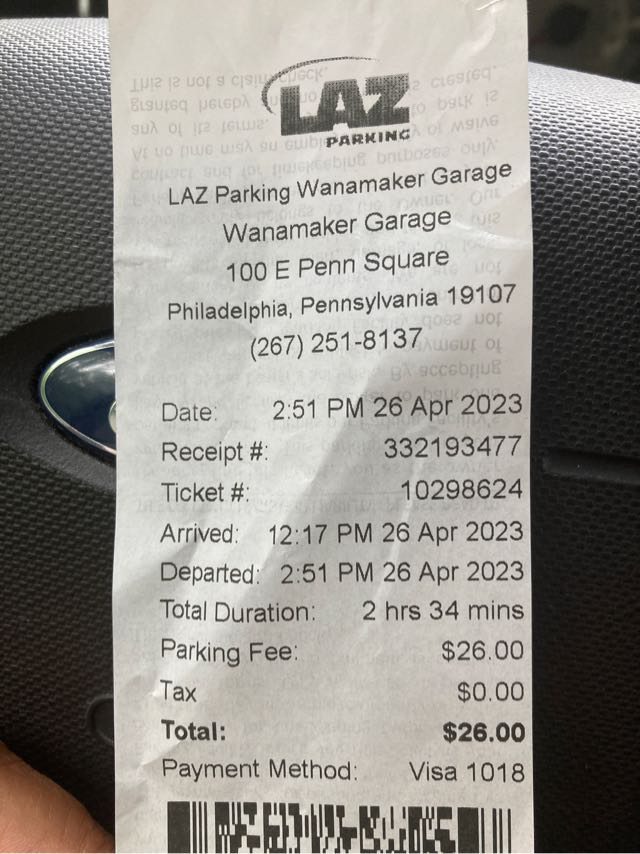 LAZ
PARKING
LAZ Parking Wanamaker Garage
Wanamaker Garage
100 E Penn Square
Philadelphia, Pennsylvania 19107
(267) 251-8137
Date: 2:51 PM 26 Apr 2023
Receipt #: 332193477
Ticket #: 10298624
Arrived: 12:17 PM 26 Apr 2023
Departed: 2:51 PM 26 Apr 2023
Total Duration: 2 hrs 34 mins
Parking Fee: $26.00
Tax $0.00
Total: $26.00
Payment Method: Visa 1018